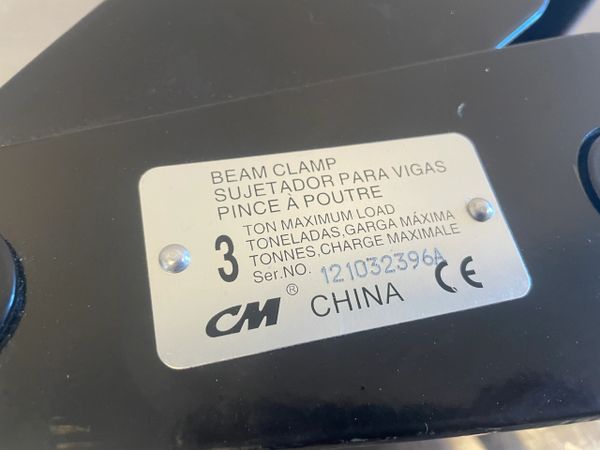 BEAM CLAMP
SUJETADOR PARA VIGAS
PINCE À POUTRE
3 TON MAXIMUM LOAD
TONELADAS,GARGA MÁXIMA
TONNES,CHARGE MAXIMALE
Ser.NO. 121032396A
CM ® CHINA CE